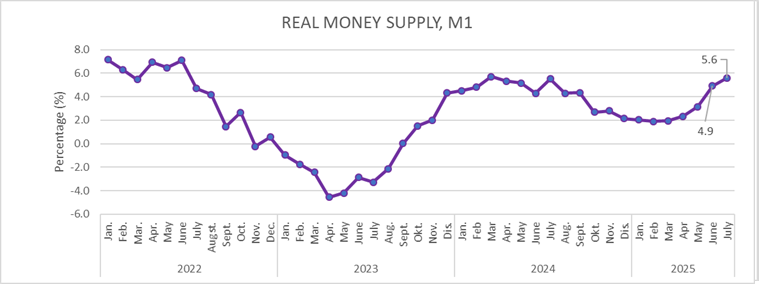 REAL MONEY SUPPLY, M1
Percentage (%)
8.0
6.0
4.0
2.0
0.0
-2.0
-4.0
-6.0
5.6
4.9
Jan. Feb. Mar. Apr. May June July Augst. Sept. Oct. Nov. Dec. Jan. Feb. Mar. Apr. May June July Aug. Sept. Okt. Nov. Dis. Jan. Feb Mar. Apr. May June July Aug. Sept. Okt. Nov. Dis. Jan. Feb. Mar. Apr. May June July
2022 2023 2024 2025